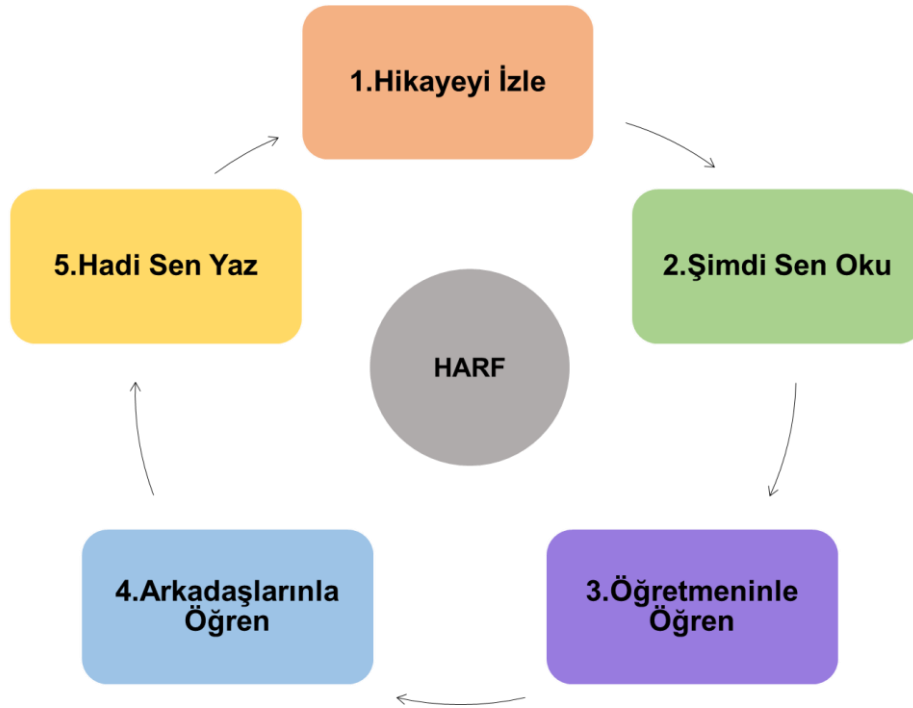 1.Hikayeyi İzle
2.Şimdi Sen Oku
3.Öğretmeninle
Öğren
4.Arkadaşlarınla
Öğren
5.Hadi Sen Yaz
HARF